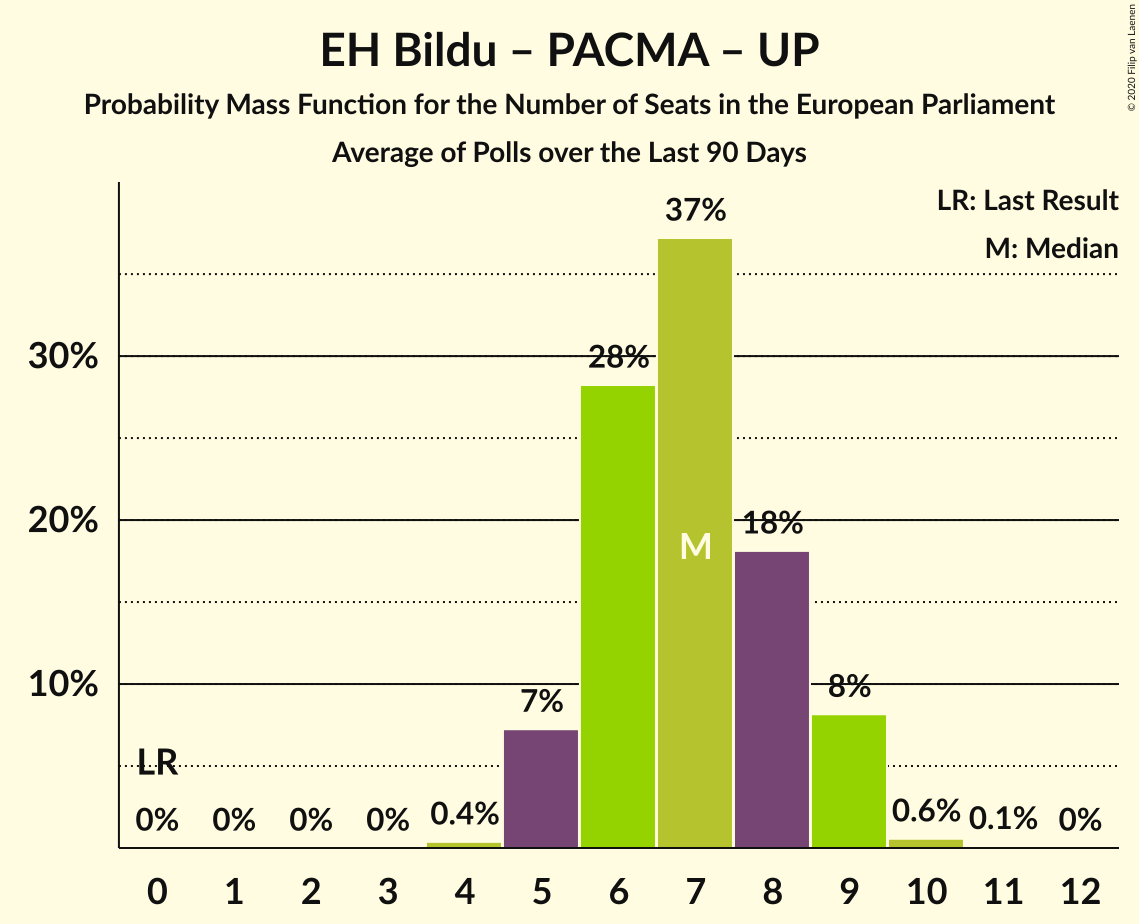 EH Bildu – PACMA – UP
Probability Mass Function for the Number of Seats in the European Parliament
Average of Polls over the Last 90 Days
© 2020 Filip van Laenen
LR: Last Result
M: Median
37%
30%
28%
20%
18%
M
10%
8%
7%
LR
0%
0%
0%
0%
0.4%
0.6%
0.1%
0%
0 1 2 3 4 5 6 7 8 9 10 11 12